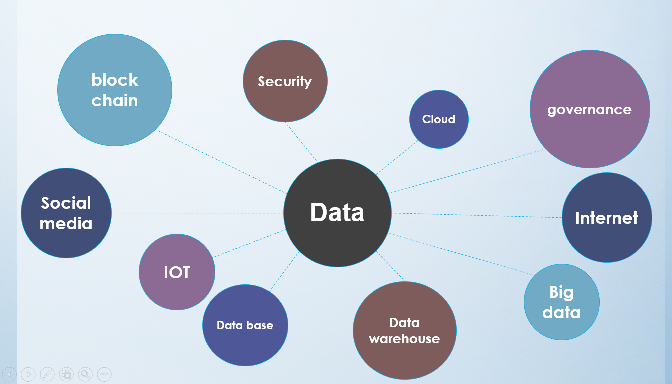 block
chain
Security
Cloud
governance
Social
media
Data
Internet
IOT
Big
data
Data base
Data
warehouse